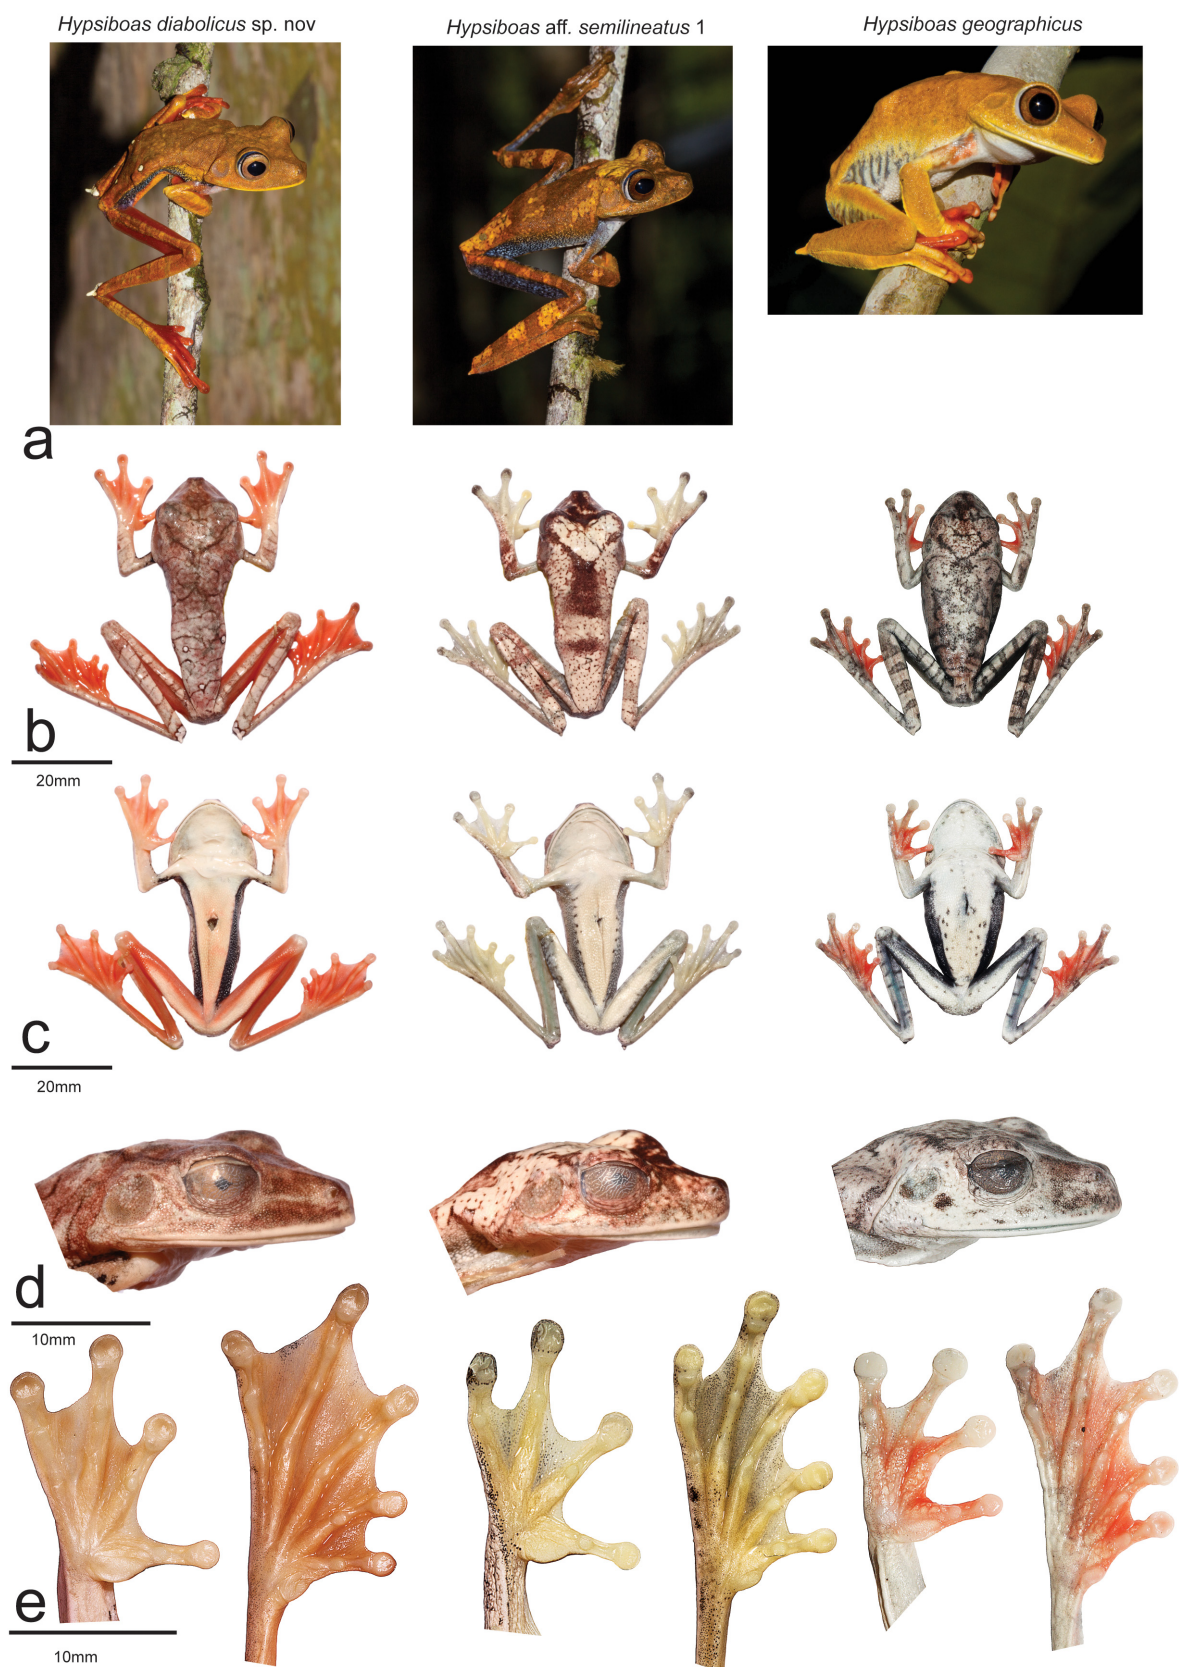 Hypsiboas diabolicus sp. nov
Hypsiboas aff. semilineatus 1
Hypsiboas geographicus
a
b
20mm
c
20mm
d
10mm
e
10mm